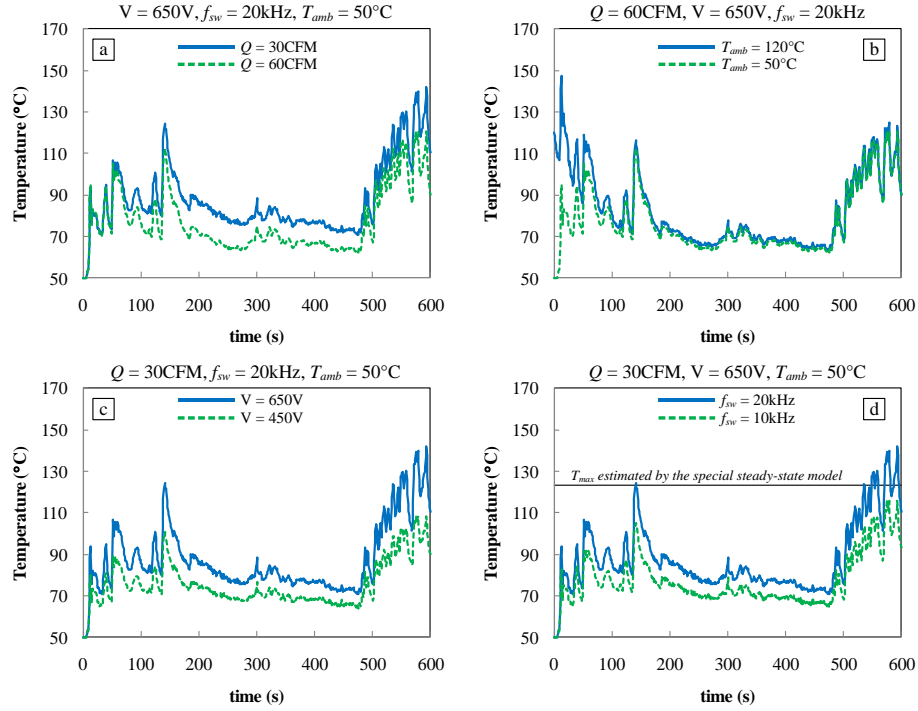 V = 650V, fsw = 20kHz, Tamb = 50°C
a
Q = 30CFM
Q = 60CFM
Temperature (°C)
170
150
130
110
90
70
50
0 100 200 300 400 500 600
time (s)
Q = 60CFM, V = 650V, fsw = 20kHz
b
Tamb = 120°C
Tamb = 50°C
Temperature (°C)
170
150
130
110
90
70
50
0 100 200 300 400 500 600
time (s)
Q = 30CFM, fsw = 20kHz, Tamb = 50°C
c
V = 650V
V = 450V
Temperature (°C)
170
150
130
110
90
70
50
0 100 200 300 400 500 600
time (s)
Q = 30CFM, V = 650V, Tamb = 50°C
d
fsw = 20kHz
fsw = 10kHz
Tmax estimated by the special steady-state model
Temperature (°C)
170
150
130
110
90
70
50
0 100 200 300 400 500 600
time (s)